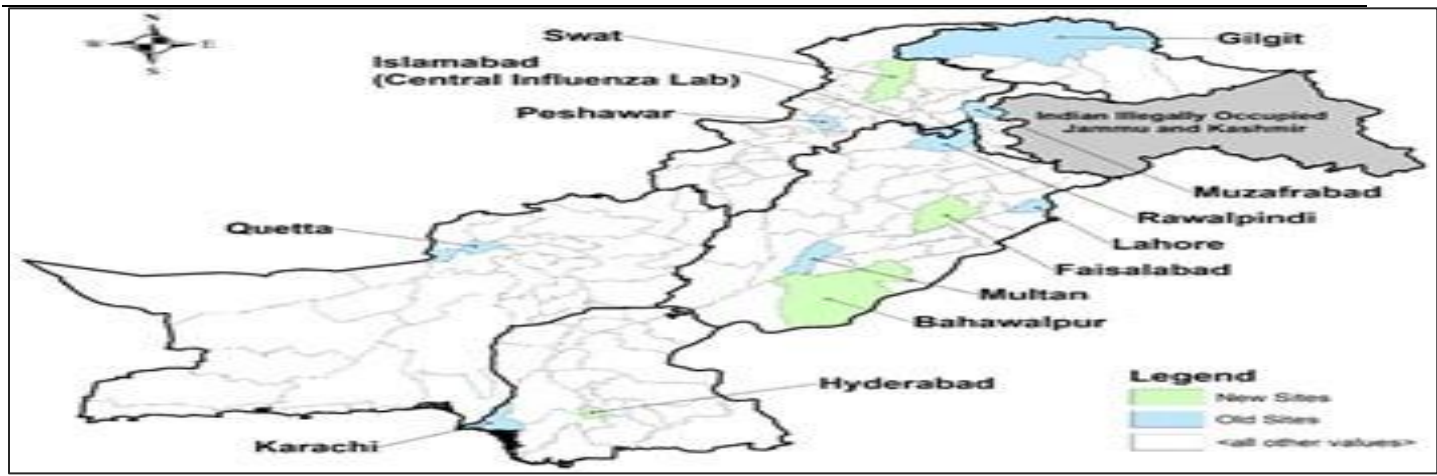 N
W E
S
Swat
Gilgit
Islamabad
(Central Influenza Lab)
Peshawar
Indian Illegally Occupied
Jammu and Kashmir
Muzafrabad
Rawalpindi
Quetta
Lahore
Faisalabad
Multan
Bahawalpur
Hyderabad
Karachi
Legend
New Sites
Old Sites
<all other values>